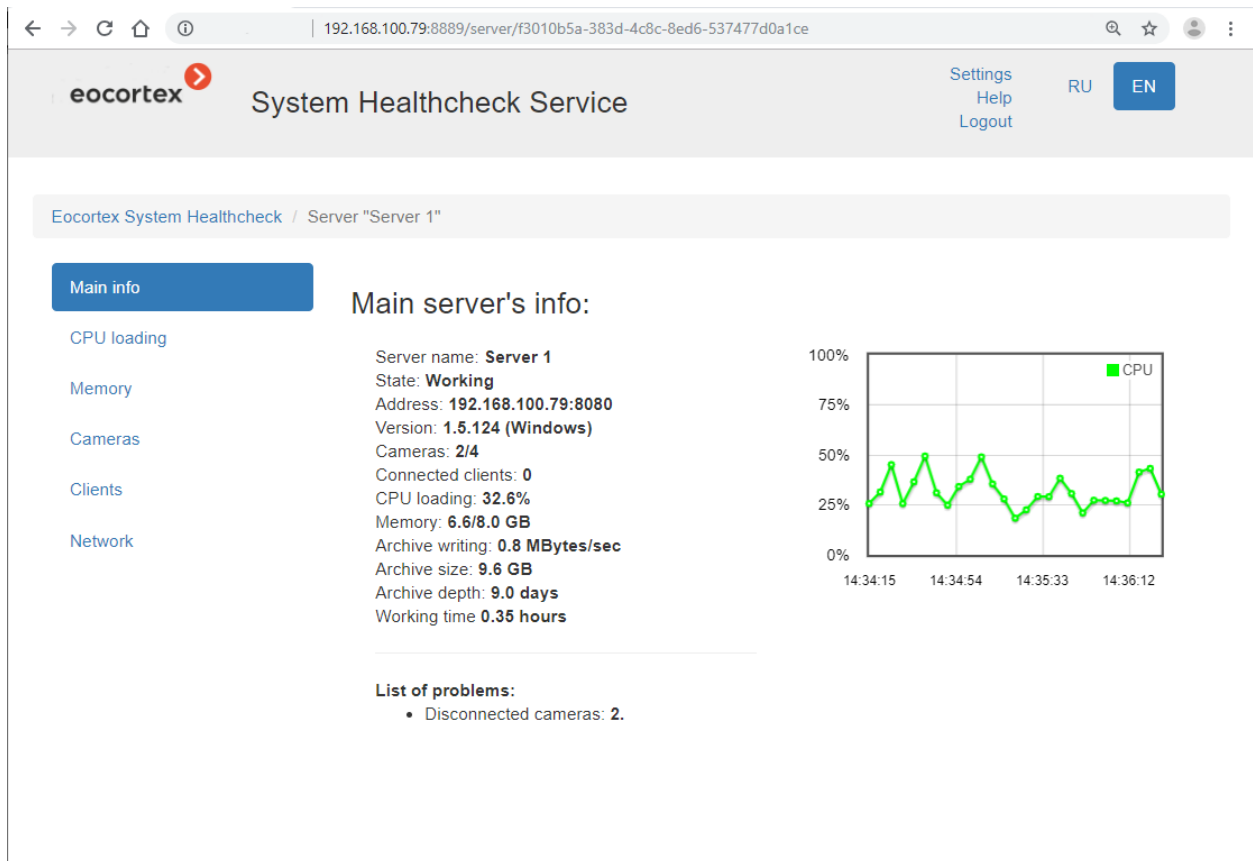 192.168.100.79:8889/server/f3010b5a-383d-4c8c-8ed6-537477d0a1ce
eocortex
System Healthcheck Service
Settings
Help
Logout
RU
EN
Eocortex System Healthcheck / Server "Server 1"
Main info
CPU loading
Memory
Cameras
Clients
Network
Main server's info:
Server name: Server 1
State: Working
Address: 192.168.100.79:8080
Version: 1.5.124 (Windows)
Cameras: 2/4
Connected clients: 0
CPU loading: 32.6%
Memory: 6.6/8.0 GB
Archive writing: 0.8 MBytes/sec
Archive size: 9.6 GB
Archive depth: 9.0 days
Working time 0.35 hours
List of problems:
• Disconnected cameras: 2.
CPU
100%
75%
50%
25%
0%
14:34:15 14:34:54 14:35:33 14:36:12